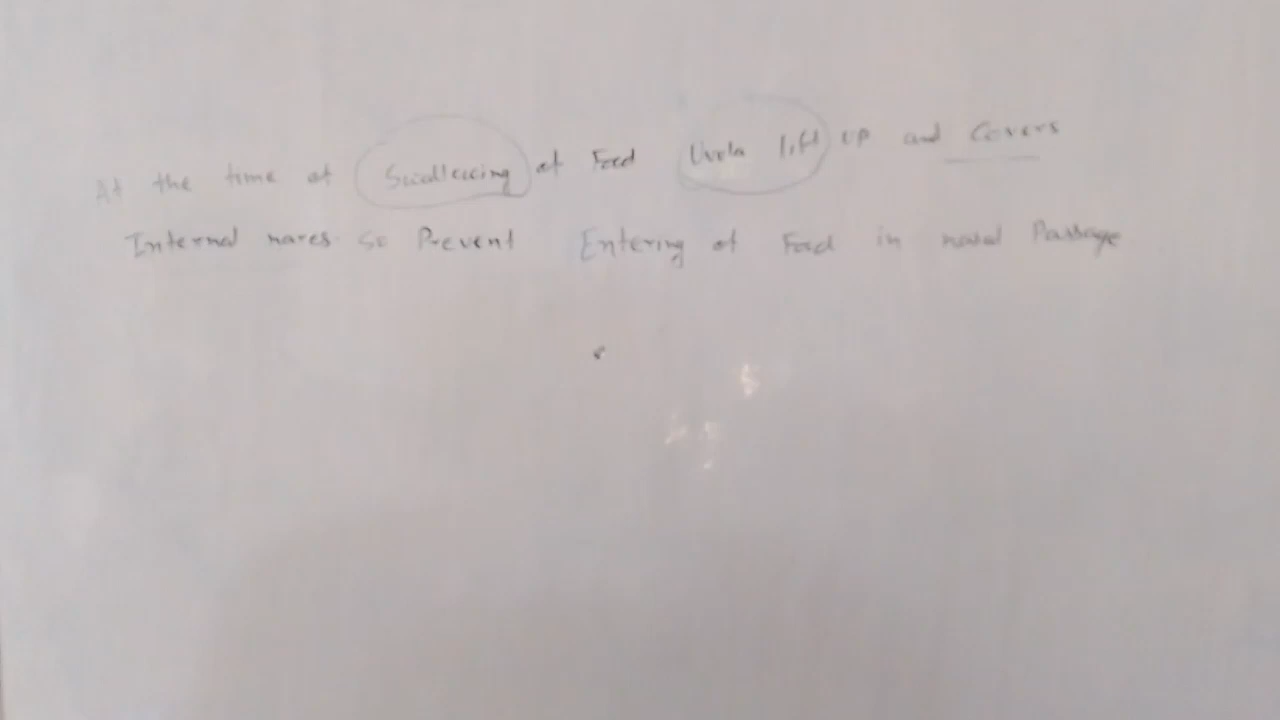 At the time of Swallowing of Food Uvula lift up and Covers
Internal nares So Prevent Entering of Food in nasal Passage